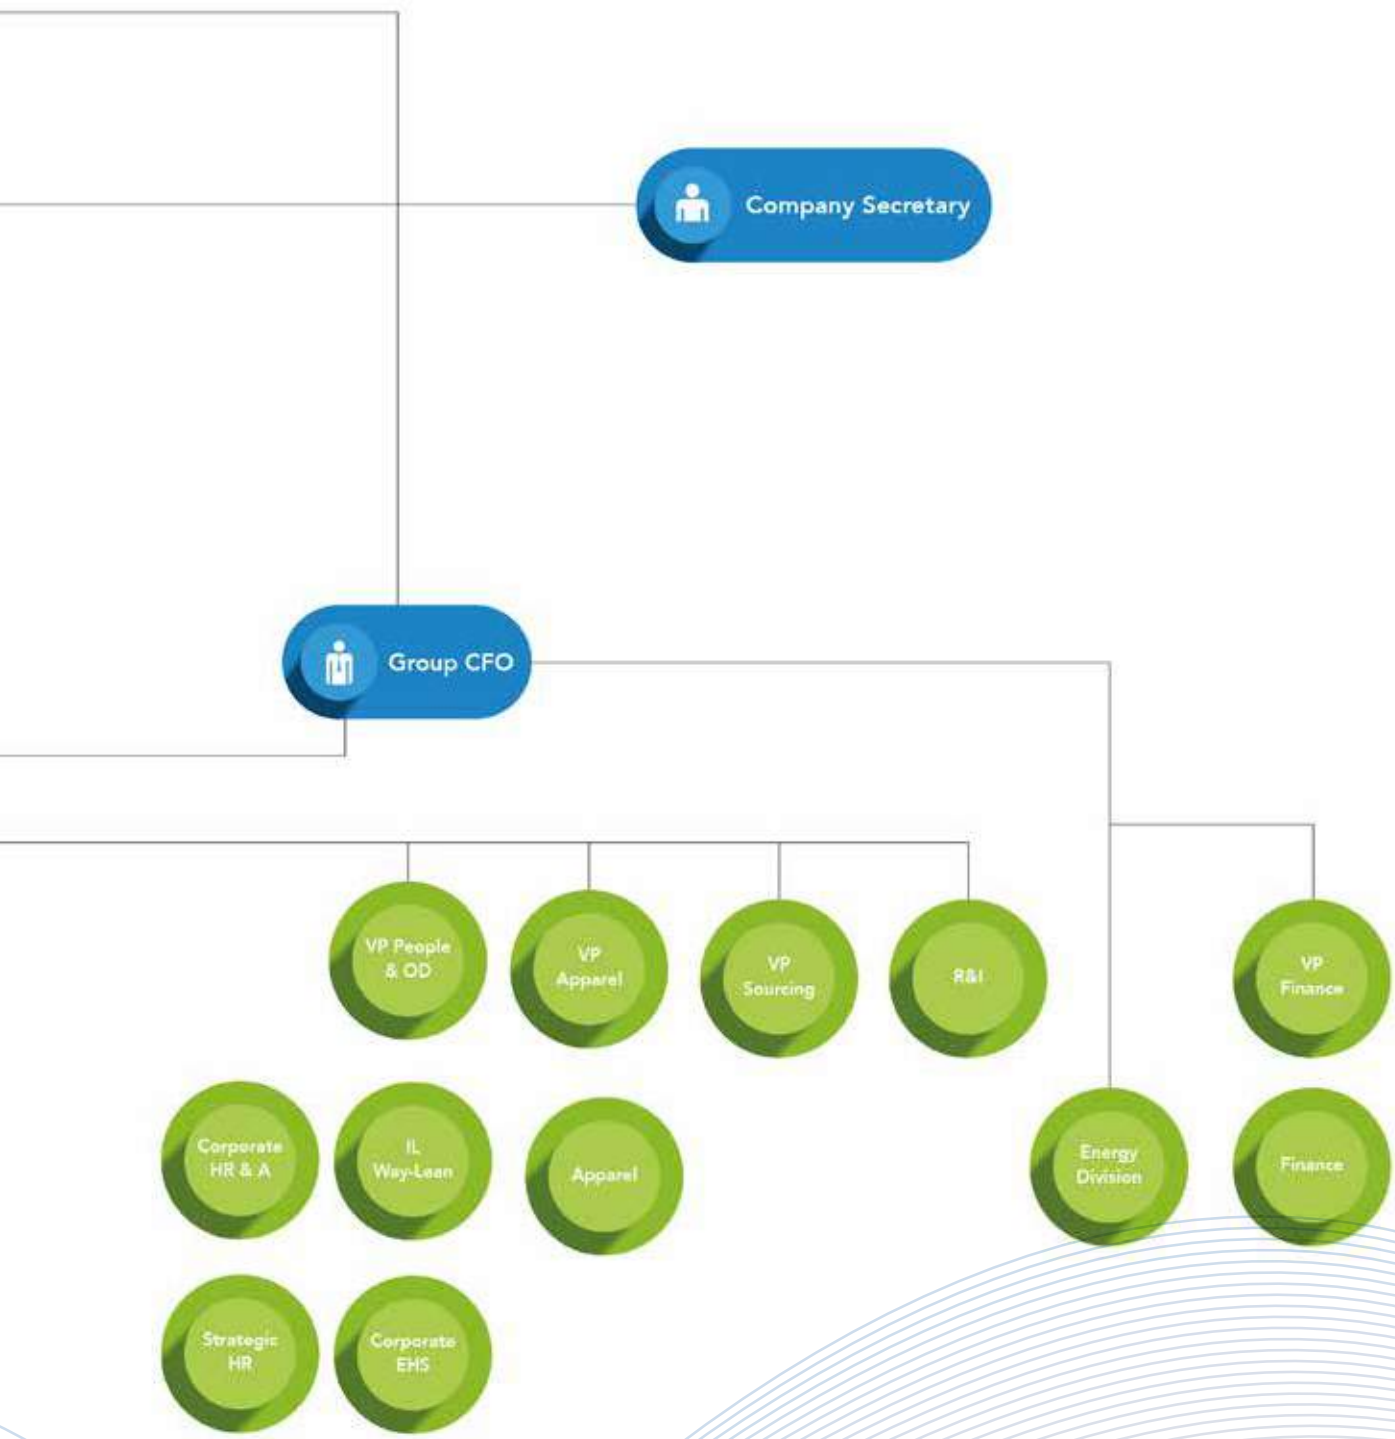 Company Secretary
Group CFO
VP People
& OD
VP
Apparel
VP
Sourcing
R&I
VP
Finance
Corporate
HR & A
IL
Way-Lean
Apparel
Energy
Division
Finance
Strategic
HR
Corporate
EHS